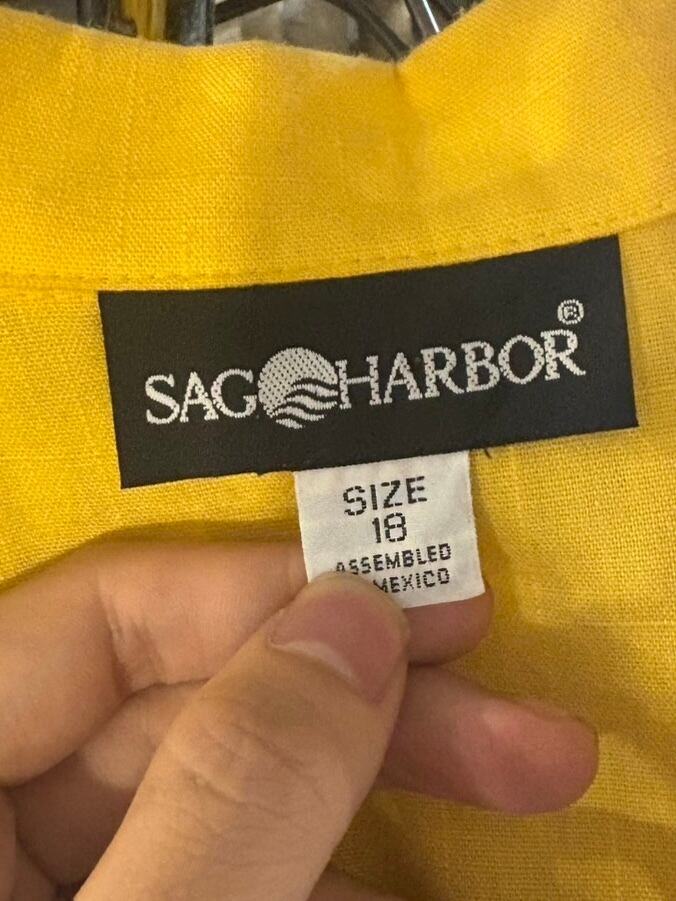 SAG HARBOR®
SIZE
18
ASSEMBLED
MEXICO